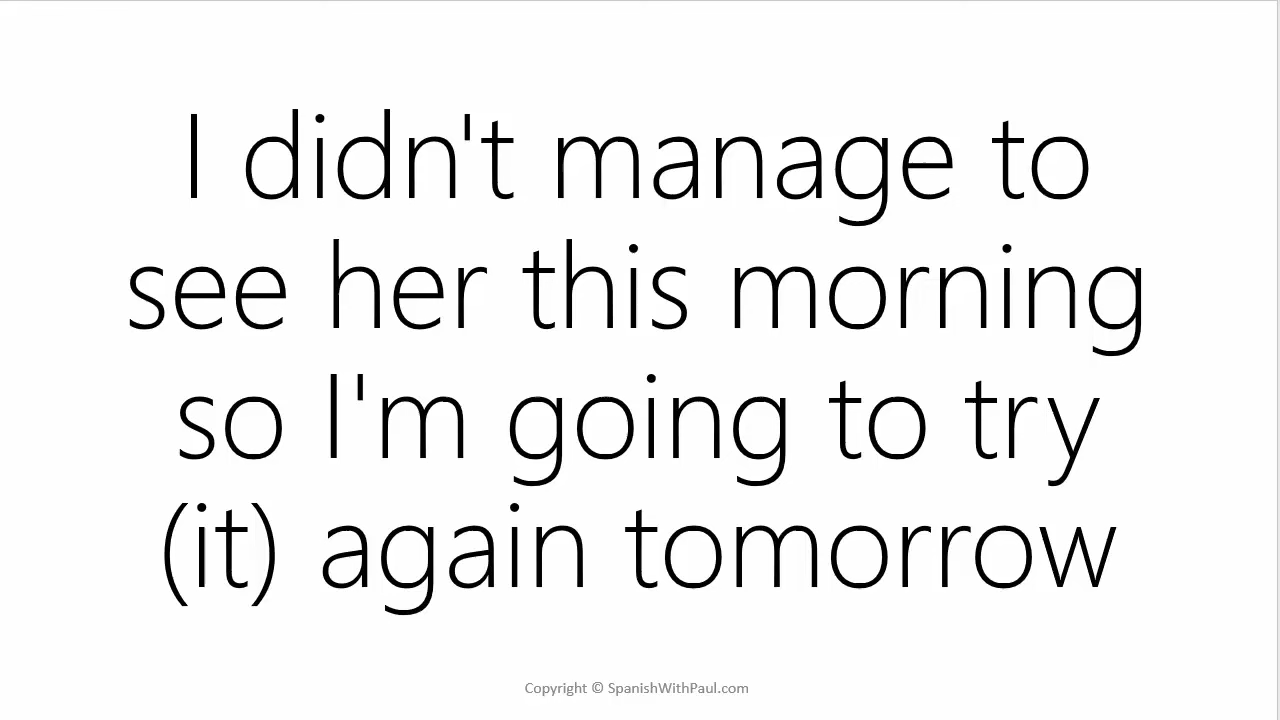 I didn't manage to
see her this morning
so I'm going to try
(it) again tomorrow
Copyright © SpanishWithPaul.com